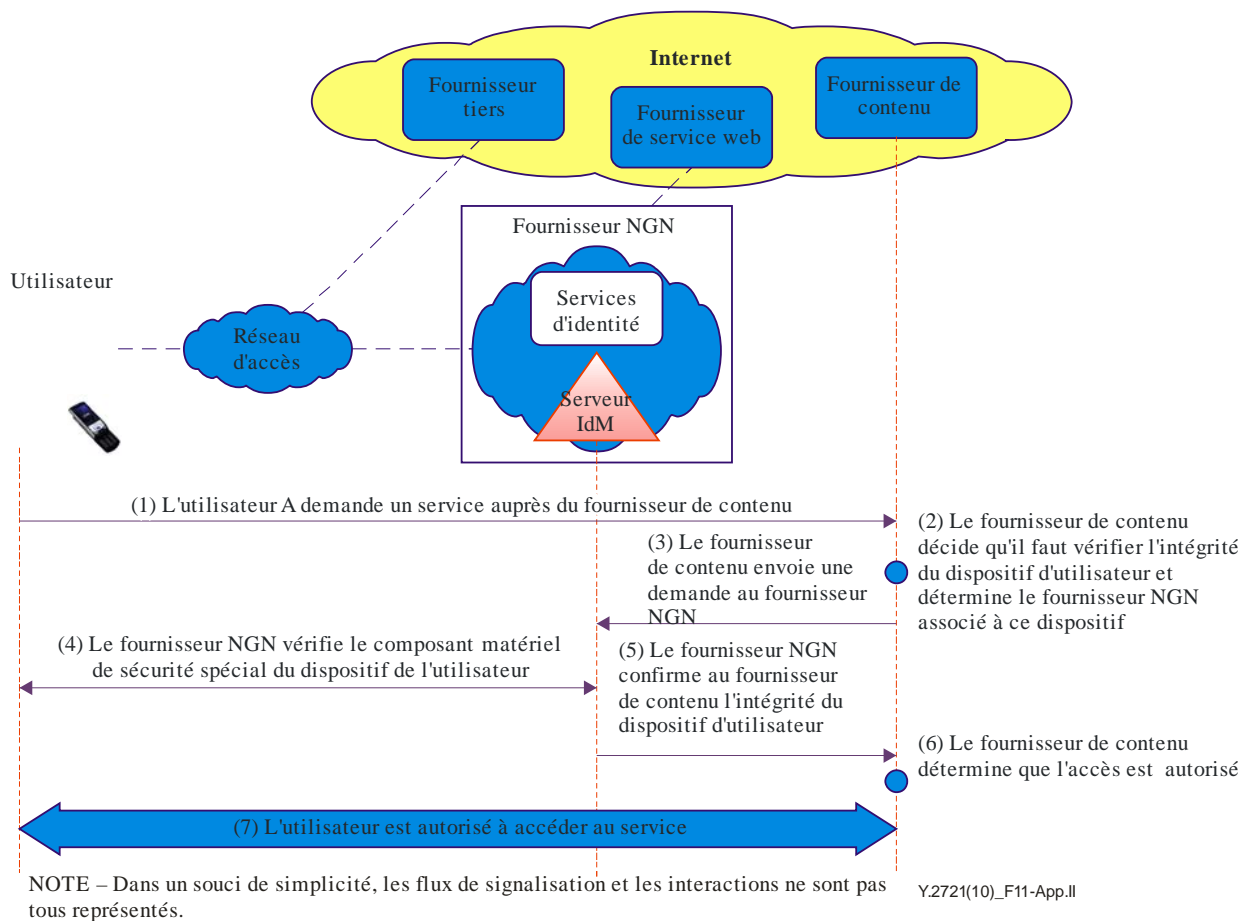 Internet
Fournisseur
tiers
Fournisseur
de service web
Fournisseur de
contenu
Fournisseur NGN
Utilisateur
Services
d'identité
Réseau
d'accès
Serveur
IdM
(1) L'utilisateur A demande un service auprès du fournisseur de contenu
(2) Le fournisseur de contenu
décide qu'il faut vérifier l'intégrité
du dispositif d'utilisateur et
détermine le fournisseur NGN
associé à ce dispositif
(3) Le fournisseur
de contenu envoie une
demande au fournisseur
NGN
(4) Le fournisseur NGN vérifie le composant matériel
de sécurité spécial du dispositif de l'utilisateur
(5) Le fournisseur NGN
confirme au fournisseur
de contenu l'intégrité du
dispositif d'utilisateur
(6) Le fournisseur de contenu
détermine que l'accès est autorisé
(7) L'utilisateur est autorisé à accéder au service
NOTE – Dans un souci de simplicité, les flux de signalisation et les interactions ne sont pas
tous représentés.
Y.2721(10)_F11-App.II